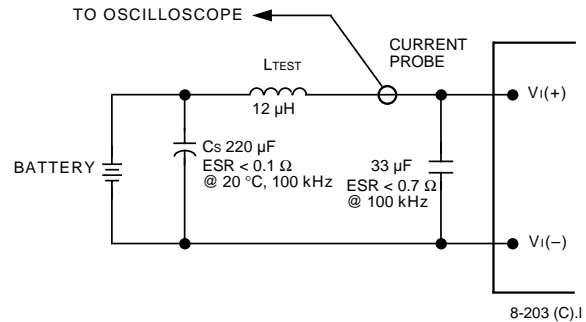 TO OSCILLOSCOPE
CURRENT
PROBE
LTEST
12 µH
VI(+)
CS 220 µF
ESR < 0.1 Ω
@ 20 °C, 100 kHz
33 µF
ESR < 0.7 Ω
@ 100 kHz
BATTERY
VI(–)
8-203 (C).l